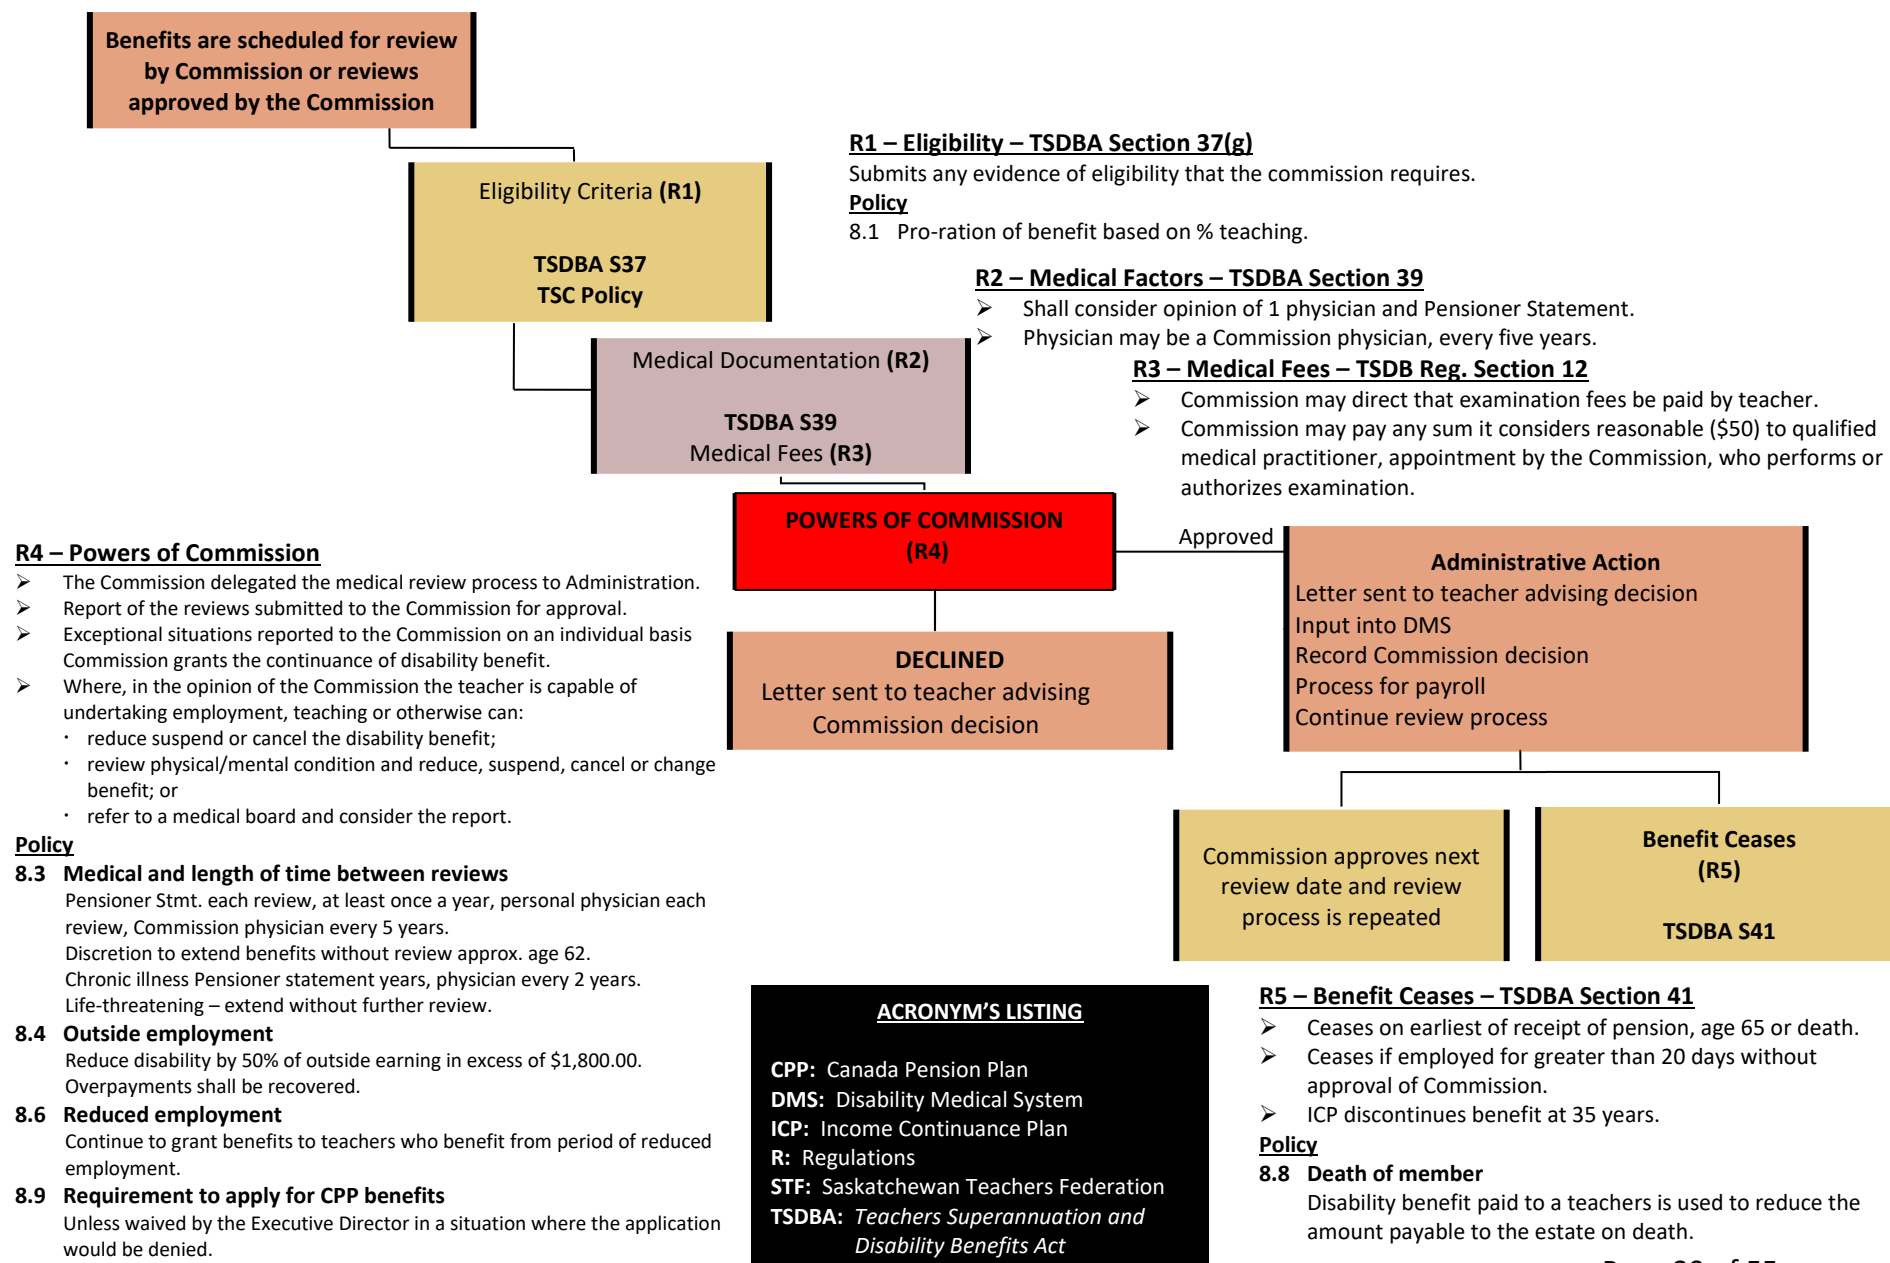 Benefits are scheduled for review
by Commission or reviews
approved by the Commission
Eligibility Criteria (R1)
TSDBA S37
TSC Policy
R1 – Eligibility – TSDBA Section 37(g)
Submits any evidence of eligibility that the commission requires.
Policy
8.1 Pro-ration of benefit based on % teaching.
R2 – Medical Factors – TSDBA Section 39
➢ Shall consider opinion of 1 physician and Pensioner Statement.
➢ Physician may be a Commission physician, every five years.
Medical Documentation (R2)
TSDBA S39
Medical Fees (R3)
R3 – Medical Fees – TSDB Reg. Section 12
➢ Commission may direct that examination fees be paid by teacher.
➢ Commission may pay any sum it considers reasonable ($50) to qualified
medical practitioner, appointment by the Commission, who performs or
authorizes examination.
POWERS OF COMMISSION
(R4)
Approved
Administrative Action
Letter sent to teacher advising decision
Input into DMS
Record Commission decision
Process for payroll
Continue review process
DECLINED
Letter sent to teacher advising
Commission decision
R4 – Powers of Commission
➢ The Commission delegated the medical review process to Administration.
➢ Report of the reviews submitted to the Commission for approval.
➢ Exceptional situations reported to the Commission on an individual basis
Commission grants the continuance of disability benefit.
➢ Where, in the opinion of the Commission the teacher is capable of
undertaking employment, teaching or otherwise can:
· reduce suspend or cancel the disability benefit;
· review physical/mental condition and reduce, suspend, cancel or change
benefit; or
· refer to a medical board and consider the report.
Policy
8.3 Medical and length of time between reviews
Pensioner Stmt. each review, at least once a year, personal physician each
review, Commission physician every 5 years.
Discretion to extend benefits without review approx. age 62.
Chronic illness Pensioner statement years, physician every 2 years.
Life-threatening – extend without further review.
8.4 Outside employment
Reduce disability by 50% of outside earning in excess of $1,800.00.
Overpayments shall be recovered.
8.6 Reduced employment
Continue to grant benefits to teachers who benefit from period of reduced
employment.
8.9 Requirement to apply for CPP benefits
Unless waived by the Executive Director in a situation where the application
would be denied.
Commission approves next
review date and review
process is repeated
Benefit Ceases
(R5)
TSDBA S41
ACRONYM'S LISTING
CPP: Canada Pension Plan
DMS: Disability Medical System
ICP: Income Continuance Plan
R: Regulations
STF: Saskatchewan Teachers Federation
TSDBA: Teachers Superannuation and
Disability Benefits Act
R5 – Benefit Ceases – TSDBA Section 41
➢ Ceases on earliest of receipt of pension, age 65 or death.
➢ Ceases if employed for greater than 20 days without
approval of Commission.
➢ ICP discontinues benefit at 35 years.
Policy
8.8 Death of member
Disability benefit paid to a teachers is used to reduce the
amount payable to the estate on death.